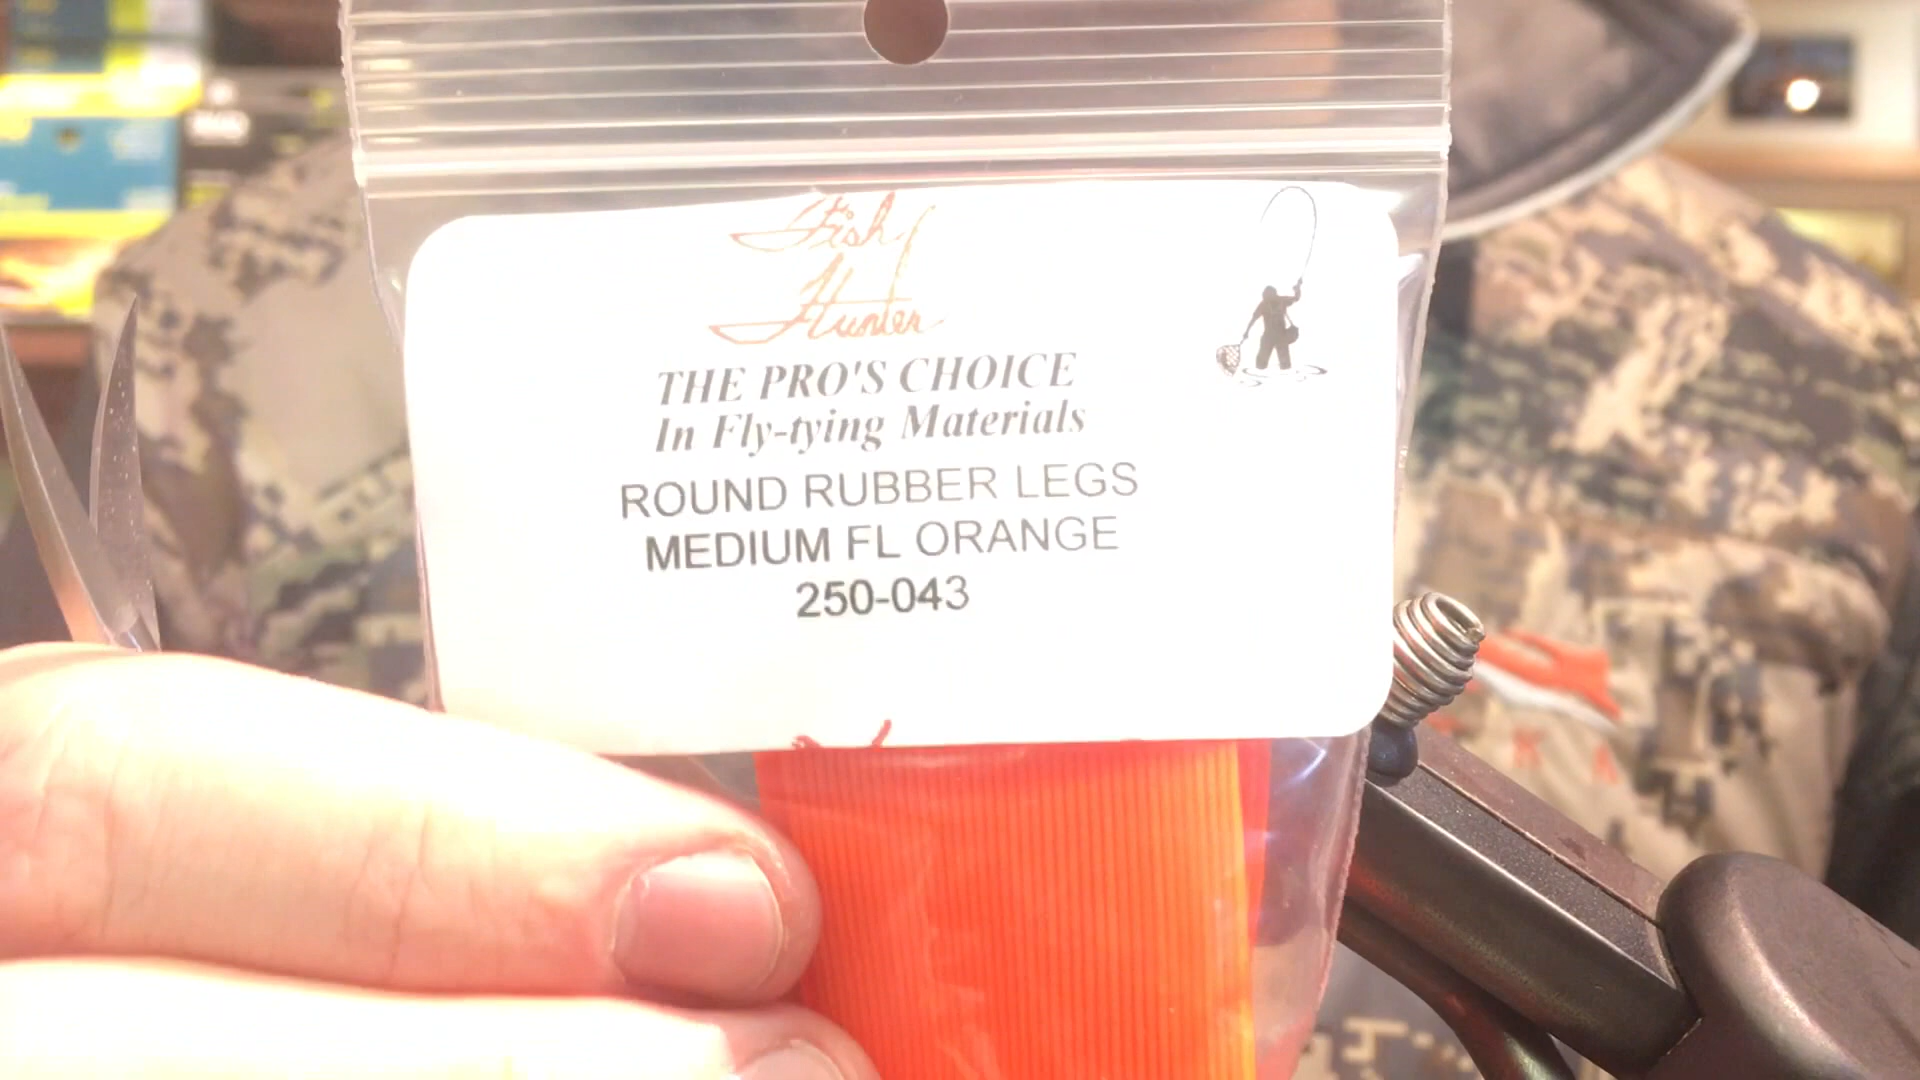 Fish
Hunter
THE PRO'S CHOICE
In Fly-tying Materials
ROUND RUBBER LEGS
MEDIUM FL ORANGE
250-043